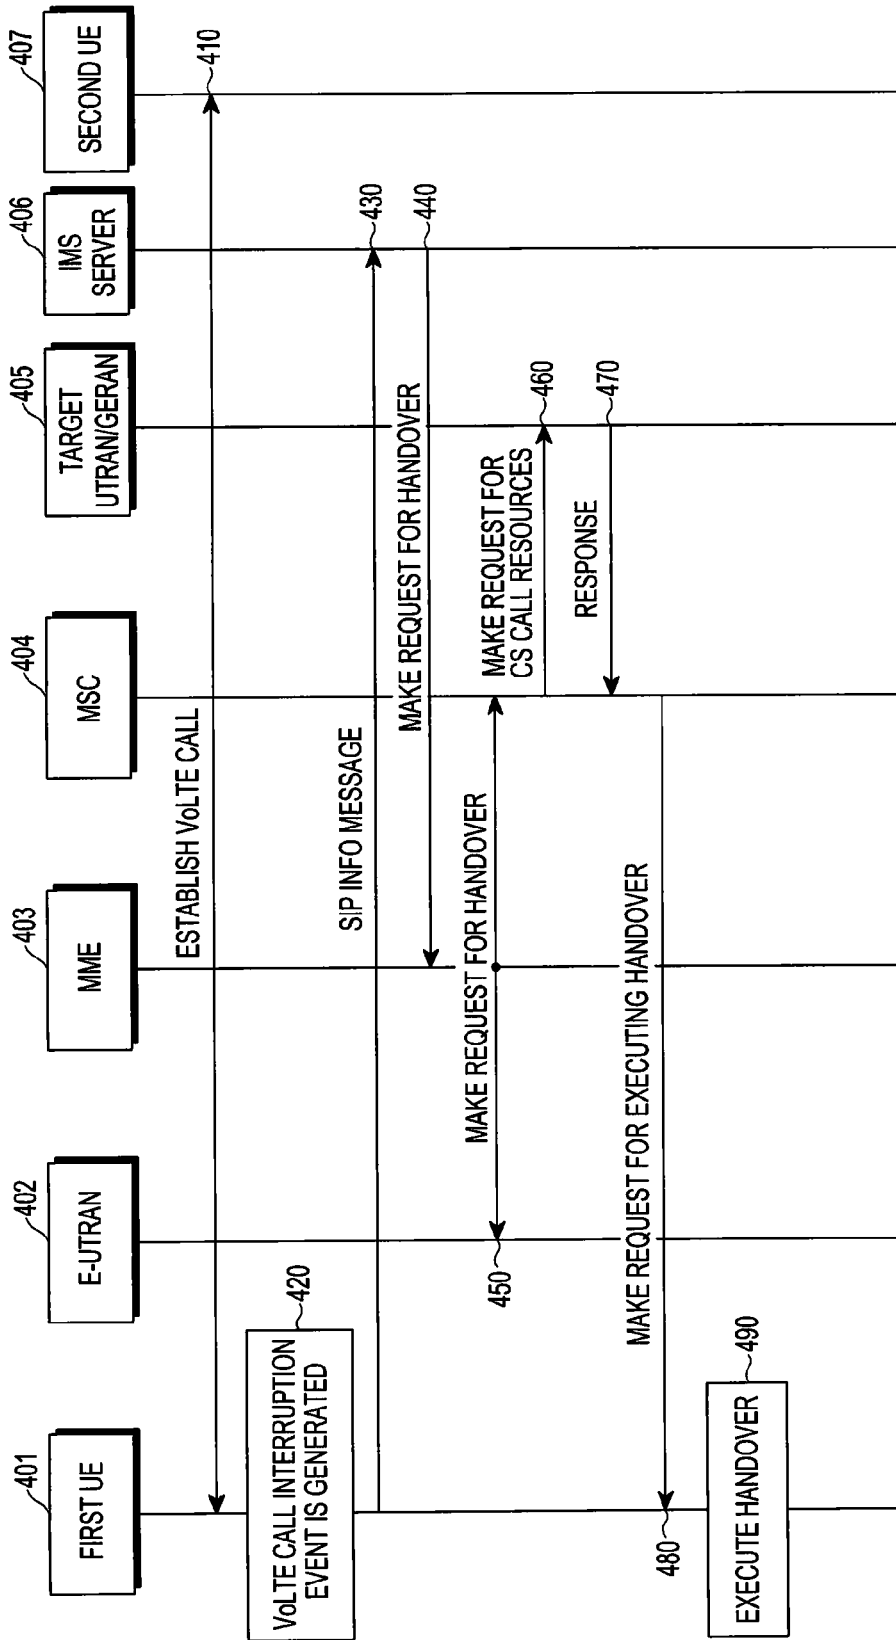 401
FIRST UE
402
E-UTRAN
403
MME
404
MSC
405
TARGET
UTRAN/GERAN
406
IMS
SERVER
407
SECOND UE
ESTABLISH VoLTE CALL
410
VoLTE CALL INTERRUPTION
EVENT IS GENERATED
420
SIP INFO MESSAGE
430
MAKE REQUEST FOR HANDOVER
440
MAKE REQUEST FOR HANDOVER
450
MAKE REQUEST FOR
CS CALL RESOURCES
460
RESPONSE
470
MAKE REQUEST FOR EXECUTING HANDOVER
480
EXECUTE HANDOVER
490